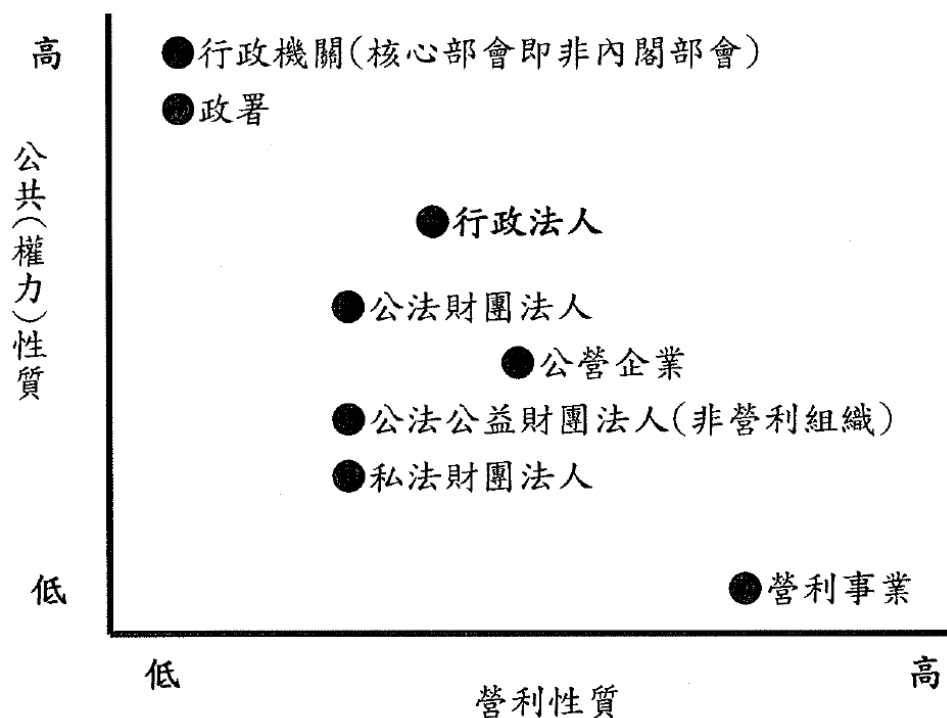 高
●行政機關(核心部會即非內閣部會)
●政署
公共(權力)性質
●行政法人
●公法財團法人
●公營企業
●公法公益財團法人(非營利組織)
●私法財團法人
低
●營利事業
低
高
營利性質